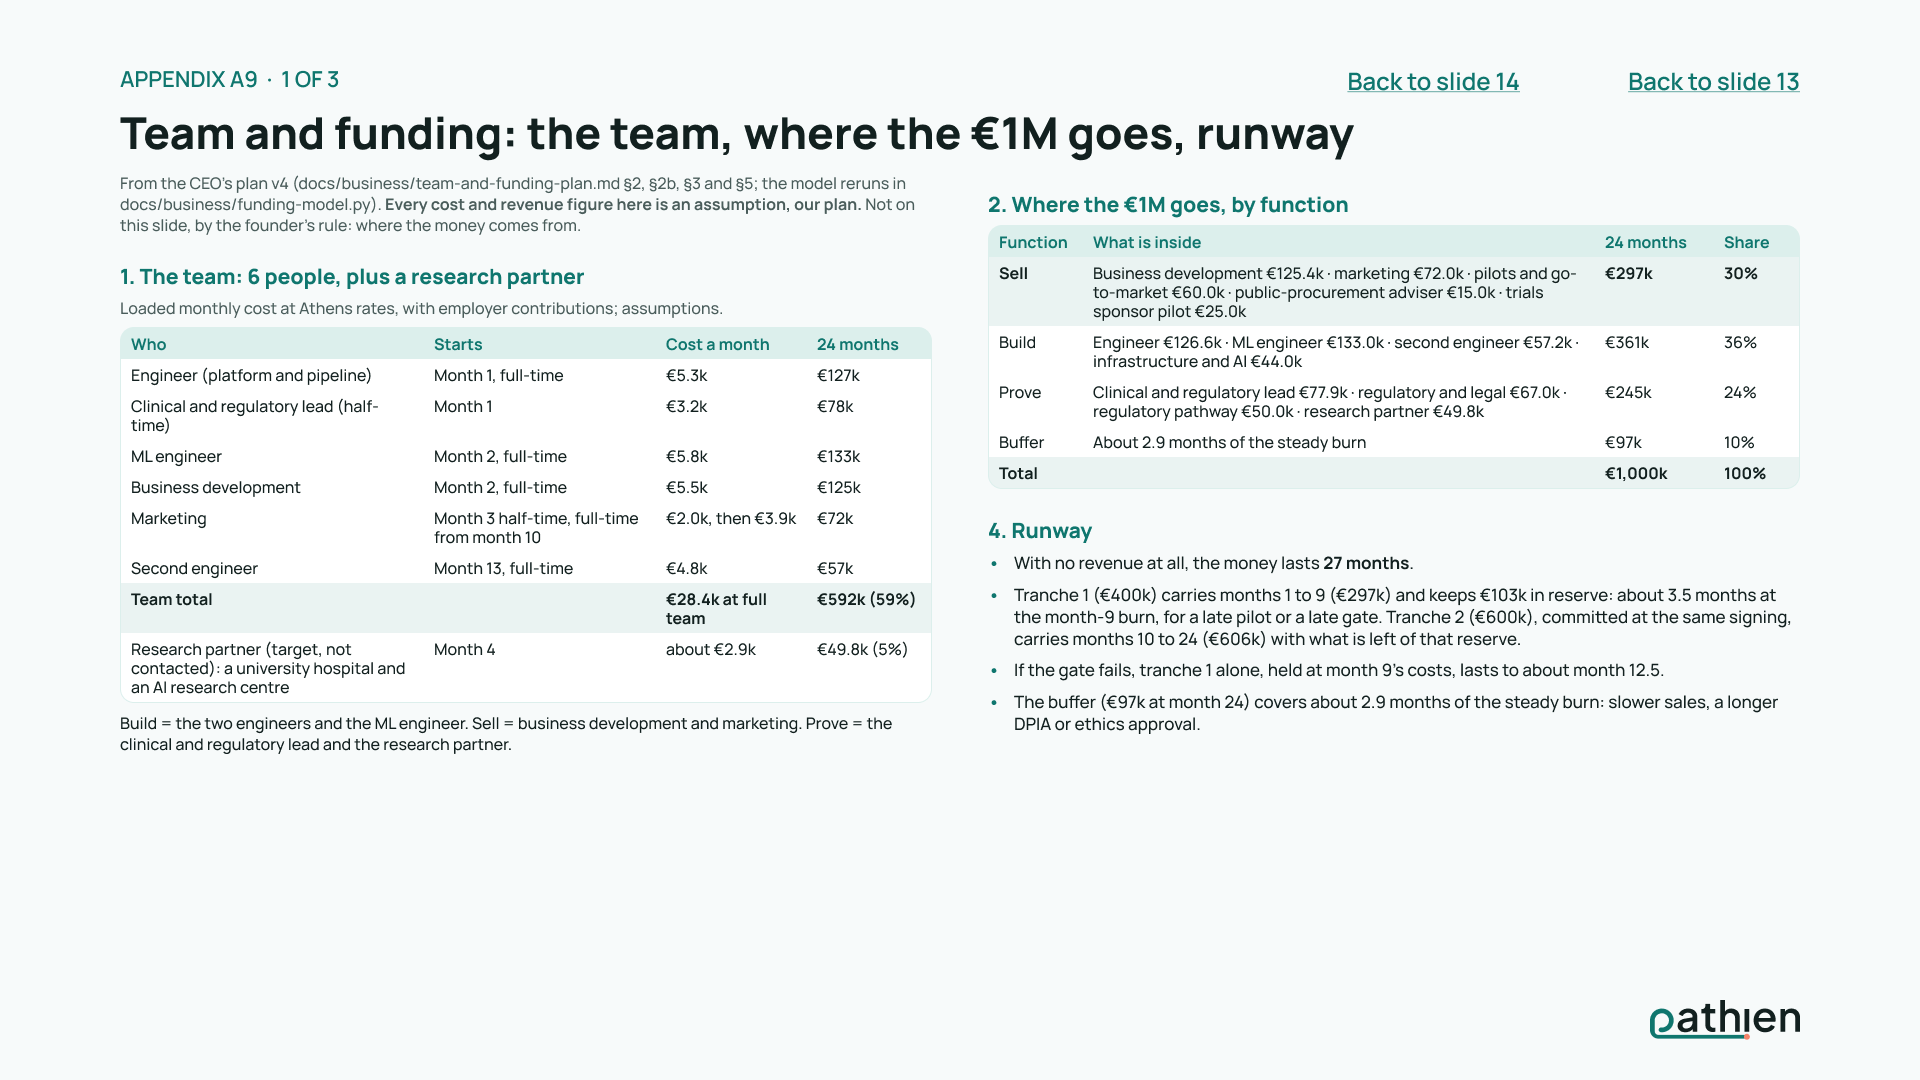 APPENDIX A9 · 1 OF 3
Back to slide 14
Back to slide 13
Team and funding: the team, where the €1M goes, runway
From the CEO's plan v4 (docs/business/team-and-funding-plan.md §2, §2b, §3 and §5; the model reruns in
docs/business/funding-model.py). Every cost and revenue figure here is an assumption, our plan. Not on
this slide, by the founder's rule: where the money comes from.
1. The team: 6 people, plus a research partner
Loaded monthly cost at Athens rates, with employer contributions; assumptions.
Who Starts Cost a month 24 months
Engineer (platform and pipeline) Month 1, full-time €5.3k €127k
Clinical and regulatory lead (half- Month 1 €3.2k €78k
time)
ML engineer Month 2, full-time €5.8k €133k
Business development Month 2, full-time €5.5k €125k
Marketing Month 3 half-time, full-time €2.0k, then €3.9k €72k
from month 10
Second engineer Month 13, full-time €4.8k €57k
Team total €28.4k at full €592k (59%)
team
Research partner (target, not Month 4 about €2.9k €49.8k (5%)
contacted): a university hospital and
an AI research centre
Build = the two engineers and the ML engineer. Sell = business development and marketing. Prove = the
clinical and regulatory lead and the research partner.
2. Where the €1M goes, by function
Function What is inside 24 months Share
Sell Business development €125.4k · marketing €72.0k · pilots and go- €297k 30%
to-market €60.0k · public-procurement adviser €15.0k · trials
sponsor pilot €25.0k
Build Engineer €126.6k · ML engineer €133.0k · second engineer €57.2k · €361k 36%
infrastructure and AI €44.0k
Prove Clinical and regulatory lead €77.9k · regulatory and legal €67.0k · €245k 24%
regulatory pathway €50.0k · research partner €49.8k
Buffer About 2.9 months of the steady burn €97k 10%
Total €1,000k 100%
4. Runway
• With no revenue at all, the money lasts 27 months.
• Tranche 1 (€400k) carries months 1 to 9 (€297k) and keeps €103k in reserve: about 3.5 months at
the month-9 burn, for a late pilot or a late gate. Tranche 2 (€600k), committed at the same signing,
carries months 10 to 24 (€606k) with what is left of that reserve.
• If the gate fails, tranche 1 alone, held at month 9's costs, lasts to about month 12.5.
• The buffer (€97k at month 24) covers about 2.9 months of the steady burn: slower sales, a longer
DPIA or ethics approval.
pathien